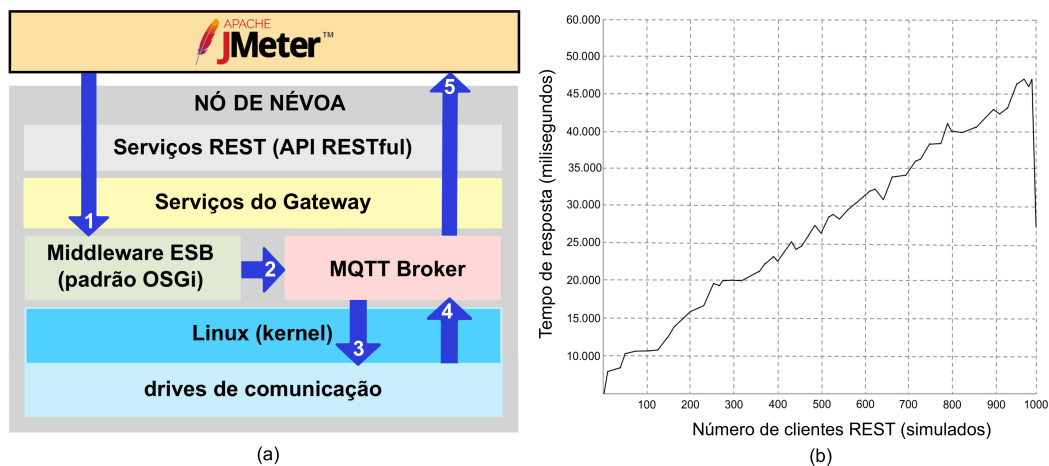 APACHE
JMeter™
NÓ DE NÉVOA
Serviços REST (API RESTful)
Serviços do Gateway
1
Middleware ESB
(padrão OSGi)
2
MQTT Broker
5
Linux (kernel)
3
4
drives de comunicação
(a)
Tempo de resposta (milisegundos)
60.000
50.000
45.000
40.000
35.000
30.000
25.000
20.000
15.000
10.000
100 200 300 400 500 600 700 800 900 1000
Número de clientes REST (simulados)
(b)